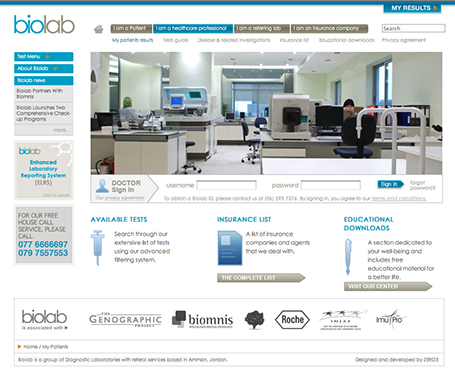 MY RESULTS
biolab
I am a Patient
I am a healthcare professional
I am a referring lab
I am an insurance company
Search
My patients results
Tests guide
Disease & related investigations
Insurance list
Educational downloads
Privacy agreement
Test Menu
About Biolab
Biolab news
Biolab Partners With
Biomnis
Biolab Launches Two
Comprehensive Check-
up Programs
more...
biolab
Enhanced
Laboratory
Reporting System
(ELRS)
Click for details
FOR OUR FREE
HOUSE CALL
SERVICE, PLEASE
CALL
077 6666697
079 7557553
DOCTOR
Sign in
Our privacy agreement
username
password
Sign in
forgot
password?
To obtain a Biolab ID, please contact us at (06) 593 7376. By signing in, you agree to our terms and conditions.
AVAILABLE TESTS
Search through our
extensive list of tests
using our advanced
filtering system.
INSURANCE LIST
A list of insurance
companies and agents
that we deal with.
THE COMPLETE LIST
EDUCATIONAL
DOWNLOADS
A section dedicated to
your well-being and
includes free
educational material for
a better life.
VISIT OUR CENTER
biolab
is associated with
THE
GENOGRAPHIC
PROJECT
biomnis
Roche
ImuPro
Home / My Patients
Biolab is a group of Diagnostic Laboratories with referral services based in Amman, Jordan.
Designed and developed by ZERO3